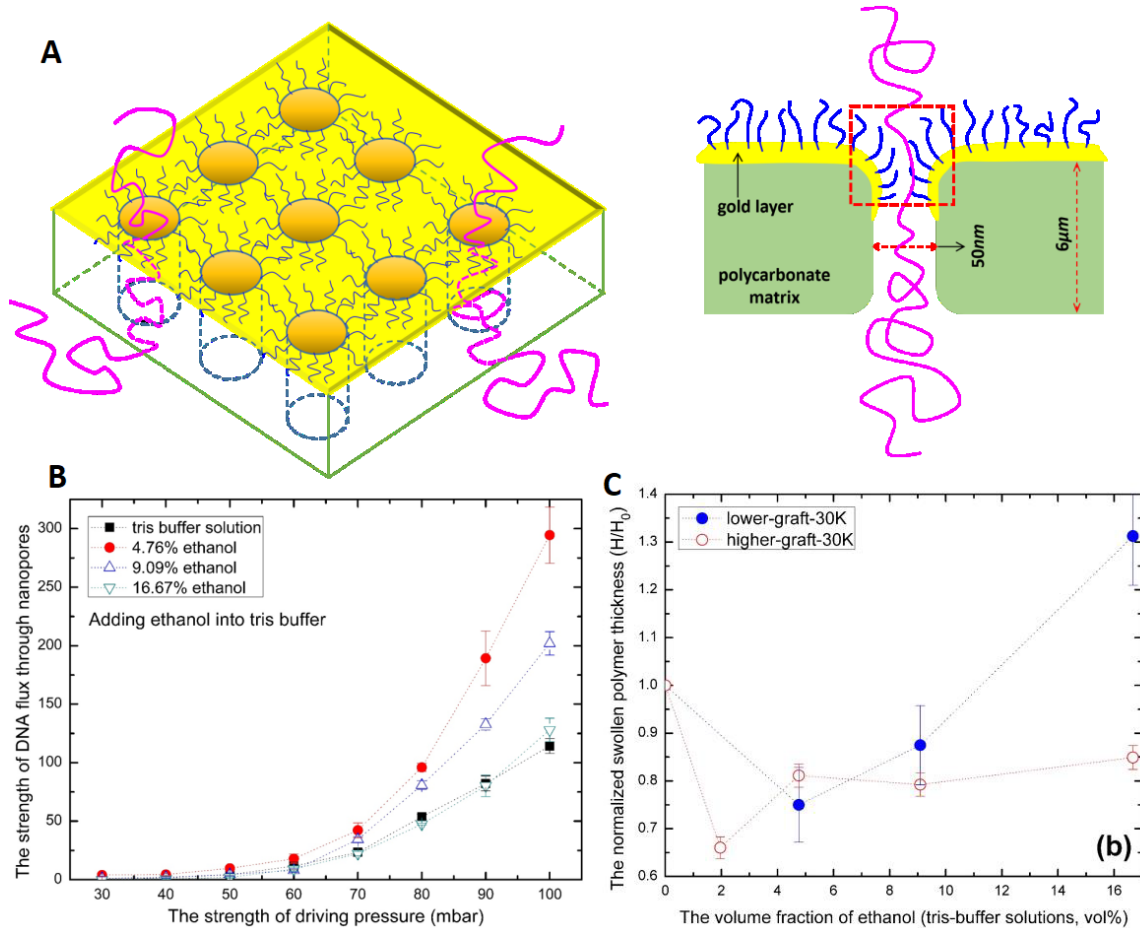 A
gold layer
polycarbonate
matrix
50nm
6μm
B
The strength of DNA flux through nanopores
300
250
200
150
100
50
0
tris buffer solution
4.76% ethanol
9.09% ethanol
16.67% ethanol
Adding ethanol into tris buffer
30 40 50 60 70 80 90 100
The strength of driving pressure (mbar)
C
The normalized swollen polymer thickness (H/H₀)
1.4
1.3
1.2
1.1
1.0
0.9
0.8
0.7
0.6
lower-graft-30K
higher-graft-30K
(b)
0 2 4 6 8 10 12 14 16
The volume fraction of ethanol (tris-buffer solutions, vol%)